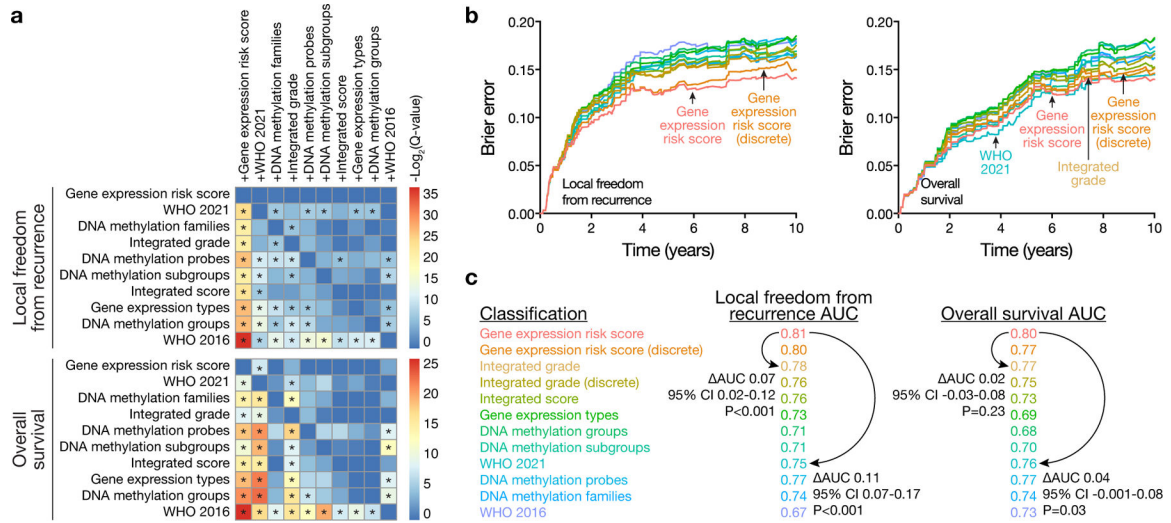 a
+Gene expression risk score
+WHO 2021
+DNA methylation families
+Integrated grade
+DNA methylation probes
+DNA methylation subgroups
+Integrated score
+Gene expression types
+DNA methylation groups
+WHO 2016
-Log2(Q-value)
Local freedom
from recurrence
Gene expression risk score
WHO 2021
* * * * * *
DNA methylation families
* *
Integrated grade
* *
DNA methylation probes
* * * * * *
DNA methylation subgroups
* * * *
Integrated score
* *
Gene expression types
* * * * * *
DNA methylation groups
* * * * * *
WHO 2016
* * * * * * * * *
35
30
25
20
15
10
5
0
Overall
survival
Gene expression risk score
*
WHO 2021
* *
DNA methylation families
* * *
Integrated grade
* *
DNA methylation probes
* * * *
DNA methylation subgroups
* * * *
Integrated score
* * *
Gene expression types
* * * *
DNA methylation groups
* * * * *
WHO 2016
* * * * * * * * *
25
20
15
10
5
0
b
Brier error
0.20
0.15
0.10
0.05
0.00
0 2 4 6 8 10
Time (years)
Local freedom
from recurrence
Gene
expression
risk score
Gene
expression
risk score
(discrete)
Brier error
0.20
0.15
0.10
0.05
0.00
0 2 4 6 8 10
Time (years)
Overall
survival
WHO
2021
Gene
expression
risk score
Integrated
grade
Gene
expression
risk score
(discrete)
c
Classification
Local freedom from
recurrence AUC
Overall survival AUC
Gene expression risk score 0.81 0.80
Gene expression risk score (discrete) 0.80 0.77
Integrated grade 0.78 0.77
Integrated grade (discrete) 0.76 0.75
Integrated score 0.76 0.73
Gene expression types 0.73 0.69
DNA methylation groups 0.71 0.68
DNA methylation subgroups 0.71 0.70
WHO 2021 0.75 0.76
DNA methylation probes 0.77 0.77
DNA methylation families 0.74 0.74
WHO 2016 0.67 0.73
ΔAUC 0.07
95% CI 0.02-0.12
P<0.001
ΔAUC 0.11
95% CI 0.07-0.17
P<0.001
ΔAUC 0.02
95% CI -0.03-0.08
P=0.23
ΔAUC 0.04
95% CI -0.001-0.08
P=0.03